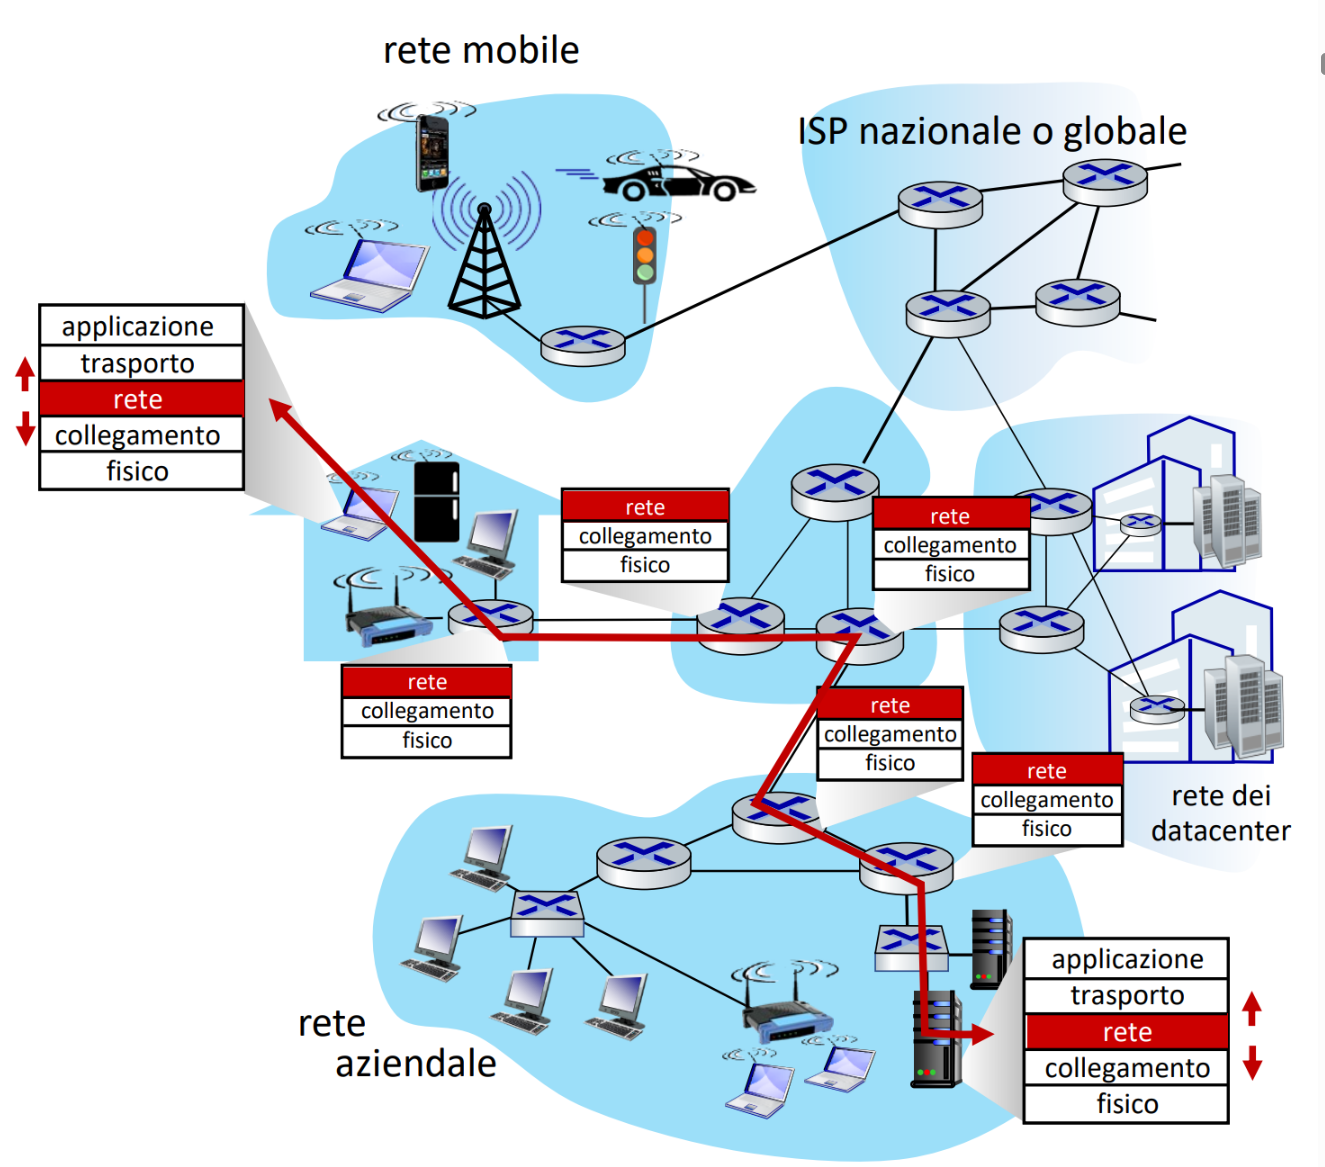 rete mobile
ISP nazionale o globale
applicazione
trasporto
rete
collegamento
fisico
rete
collegamento
fisico
rete
collegamento
fisico
rete
collegamento
fisico
rete
collegamento
fisico
rete
collegamento
fisico
rete dei
datacenter
rete
aziendale
applicazione
trasporto
rete
collegamento
fisico